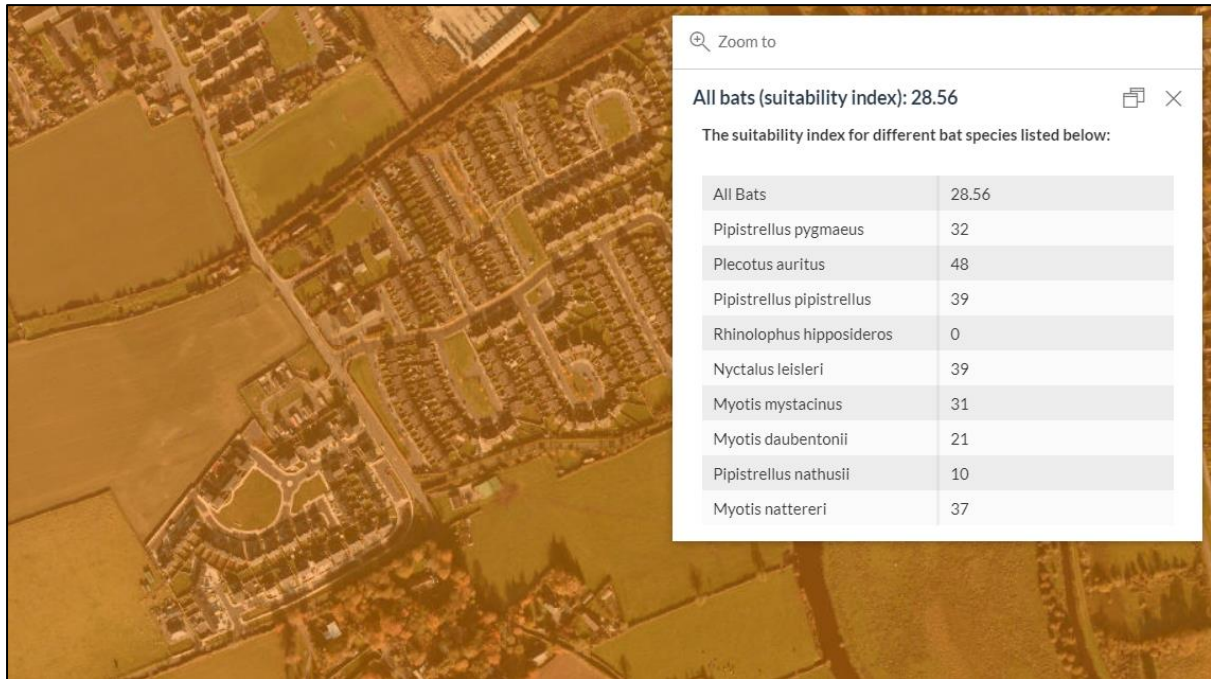 Zoom to
All bats (suitability index): 28.56
The suitability index for different bat species listed below:
All Bats 28.56
Pipistrellus pygmaeus 32
Plecotus auritus 48
Pipistrellus pipistrellus 39
Rhinolophus hipposideros 0
Nyctalus leisleri 39
Myotis mystacinus 31
Myotis daubentonii 21
Pipistrellus nathusii 10
Myotis nattereri 37